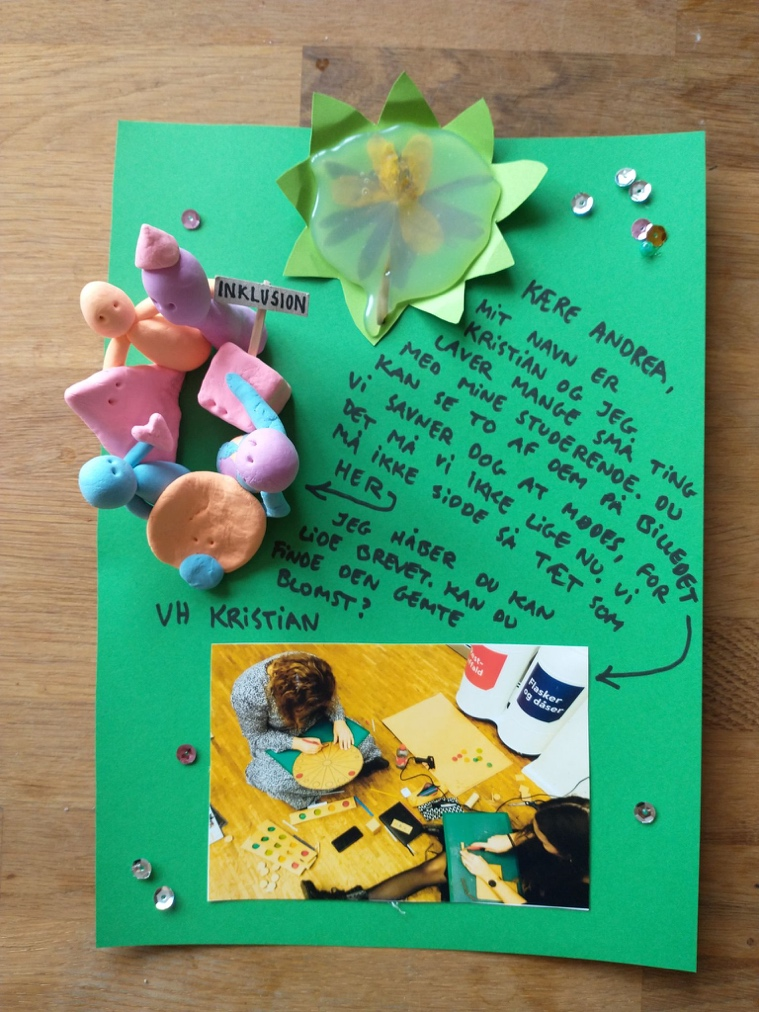 INKLUSION
KÆRE ANDREA,
MIT NAVN ER
KRISTIAN OG JEG
LAVER MANGE SMÅ TING
MED MINE STUDERENDE. DU
KAN SE TO AF DEM PÅ BILLEDET
VI SAVNER DOG AT MØDES, FOR
DET MÅ VI IKKE LIGE NU. VI
MÅ IKKE SIDDE SÅ TÆT SOM
HER
JEG HÅBER DU KAN
LIDE BREVET. KAN DU
FINDE DEN GEMTE
BLOMST?
VH KRISTIAN
Flasker
og dåser